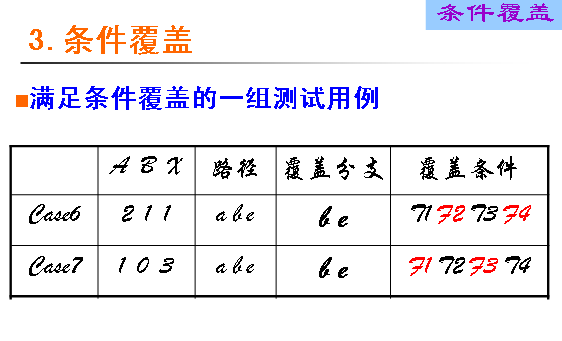 条件覆盖
3.条件覆盖
■满足条件覆盖的一组测试用例
A B X 路径 覆盖分支 覆盖条件
Case6 2 1 1 a b e b e T1 F2 T3 F4
Case7 1 0 3 a b e b e F1 T2 F3 T4